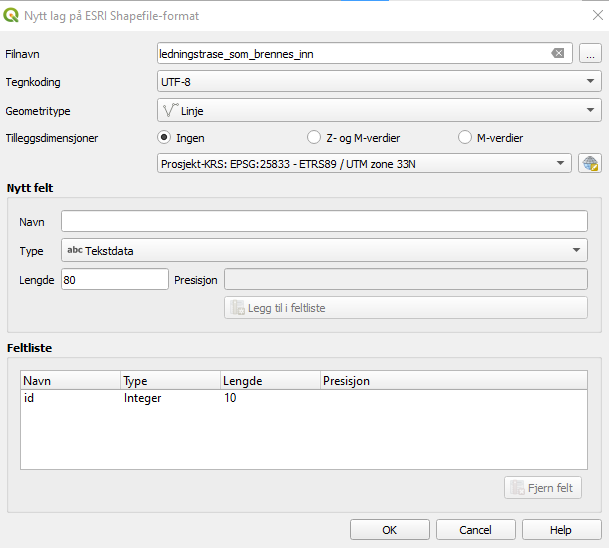 Nytt lag på ESRI Shapefile-format
Filnavn ledningstrase_som_brennes_inn ...
Tegnkoding UTF-8
Geometritype Linje
Tilleggsdimensjoner Ingen Z- og M-verdier M-verdier
Prosjekt-KRS: EPSG:25833 - ETRS89 / UTM zone 33N
Nytt felt
Navn
Type abc Tekstdata
Lengde 80 Presisjon
Legg til i feltliste
Feltliste
Navn Type Lengde Presisjon
id Integer 10
Fjern felt
OK Cancel Help